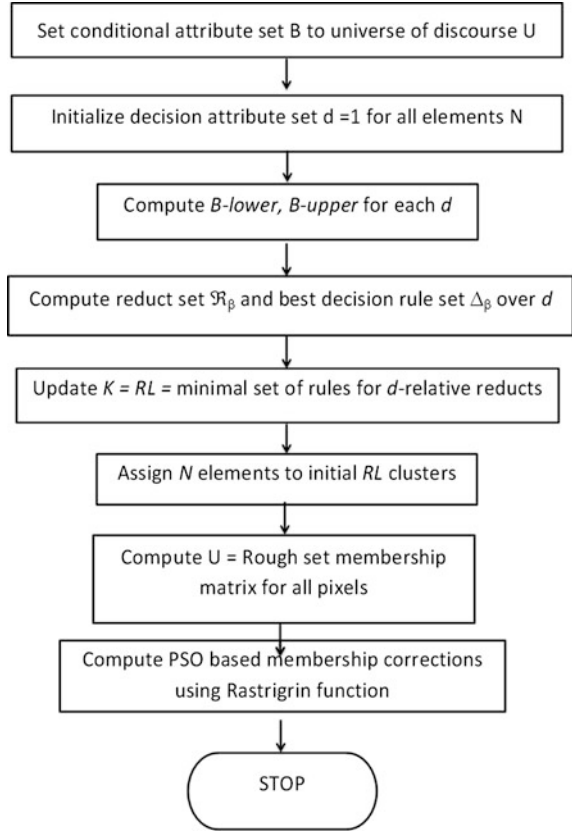 Set conditional attribute set B to universe of discourse U
Initialize decision attribute set d =1 for all elements N
Compute B-lower, B-upper for each d
Compute reduct set ℜβ and best decision rule set Δβ over d
Update K = RL = minimal set of rules for d-relative reducts
Assign N elements to initial RL clusters
Compute U = Rough set membership
matrix for all pixels
Compute PSO based membership corrections
using Rastrigrin function
STOP